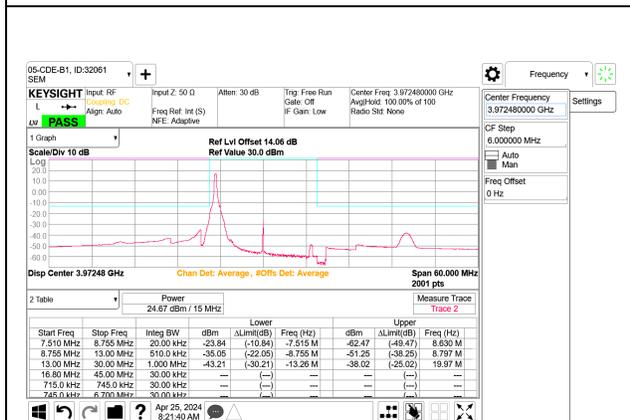 05-CDE-B1, ID:32061
SEM
Frequency
KEYSIGHT Input: RF Input Z: 50 Ω Atten: 30 dB Trig: Free Run Center Freq: 3.972480000 GHz
L Coupling: DC Gate: Off Avg|Hold: 100.00% of 100
Align: Auto Freq Ref: Int (S) IF Gain: Low Radio Std: None
LXI PASS NFE: Adaptive
Center Frequency
3.972480000 GHz
Settings
CF Step
6.000000 MHz
Auto
Man
Freq Offset
0 Hz
1 Graph
Ref Lvl Offset 14.06 dB
Scale/Div 10 dB Ref Value 30.0 dBm
Log
20.0
10.0
0.00
-10.0
-20.0
-30.0
-40.0
-50.0
-60.0
Disp Center 3.97248 GHz Chan Det: Average, #Offs Det: Average Span 60.000 MHz
2001 pts
2 Table Power Measure Trace
24.67 dBm / 15 MHz Trace 2
Lower Upper
Start Freq Stop Freq Integ BW dBm ΔLimit(dB) Freq (Hz) dBm ΔLimit(dB) Freq (Hz)
7.510 MHz 8.755 MHz 20.00 kHz -23.84 (-10.84) -7.515 M -62.47 (-49.47) 8.630 M
8.755 MHz 13.00 MHz 510.0 kHz -35.05 (-22.05) -8.755 M -51.25 (-38.25) 8.797 M
13.00 MHz 30.00 MHz 1.000 MHz -43.21 (-30.21) -13.26 M -38.02 (-25.02) 19.97 M
16.80 MHz 45.00 MHz 30.00 kHz --- (---) --- --- (---) ---
715.0 kHz 745.0 kHz 30.00 kHz --- (---) --- --- (---) ---
745.0 kHz 6.000 MHz 30.00 kHz --- (---) --- --- (---) ---
Apr 25, 2024
8:21:40 AM